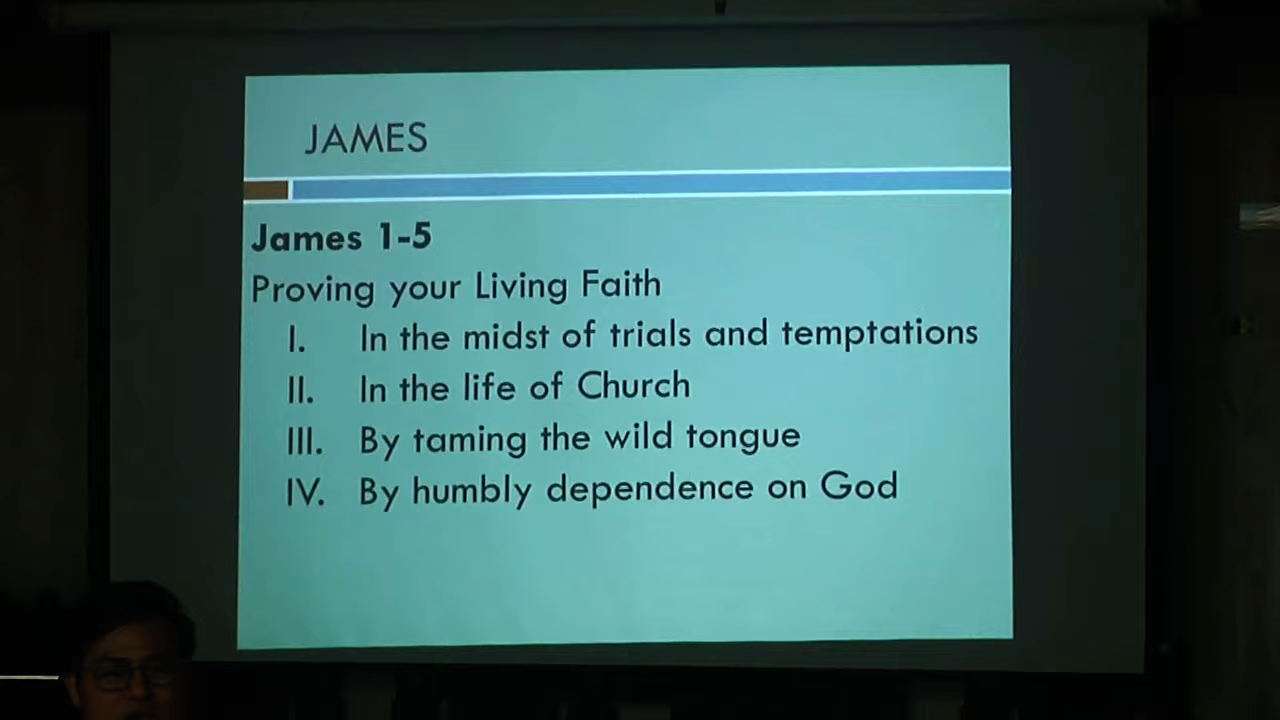 JAMES
James 1-5
Proving your Living Faith
I. In the midst of trials and temptations
II. In the life of Church
III. By taming the wild tongue
IV. By humbly dependence on God